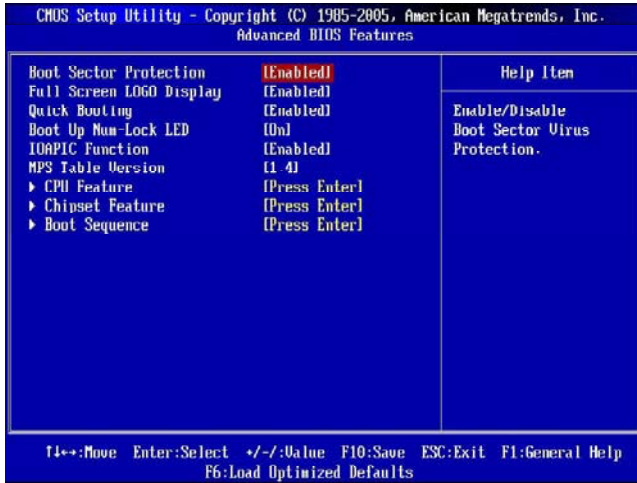 CMOS Setup Utility - Copyright (C) 1985-2005, American Megatrends, Inc.
Advanced BIOS Features
Boot Sector Protection [Enabled]
Full Screen LOGO Display [Enabled]
Quick Booting [Enabled]
Boot Up Num-Lock LED [On]
IOAPIC Function [Enabled]
MPS Table Version [1.4]
▶ CPU Feature [Press Enter]
▶ Chipset Feature [Press Enter]
▶ Boot Sequence [Press Enter]
Help Item
Enable/Disable
Boot Sector Virus
Protection.
↑↓←→:Move Enter:Select +/-/:Value F10:Save ESC:Exit F1:General Help
F6:Load Optimized Defaults